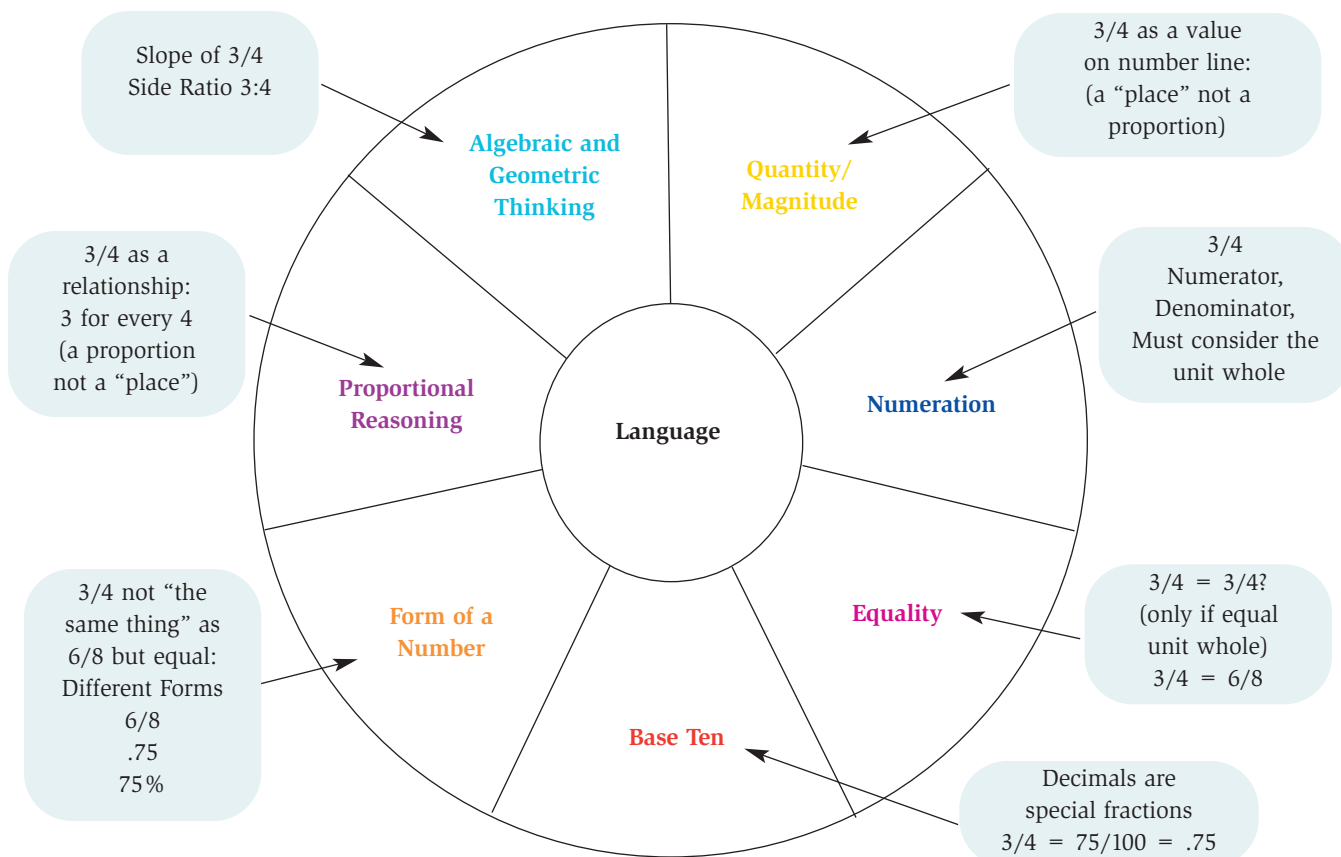 Slope of 3/4
Side Ratio 3:4
3/4 as a value
on number line:
(a “place” not a
proportion)
Algebraic and
Geometric
Thinking
Quantity/
Magnitude
3/4 as a
relationship:
3 for every 4
(a proportion
not a “place”)
3/4
Numerator,
Denominator,
Must consider the
unit whole
Proportional
Reasoning
Language
Numeration
3/4 not “the
same thing” as
6/8 but equal:
Different Forms
6/8
.75
75%
Form of a
Number
Equality
3/4 = 3/4?
(only if equal
unit whole)
3/4 = 6/8
Base Ten
Decimals are
special fractions
3/4 = 75/100 = .75